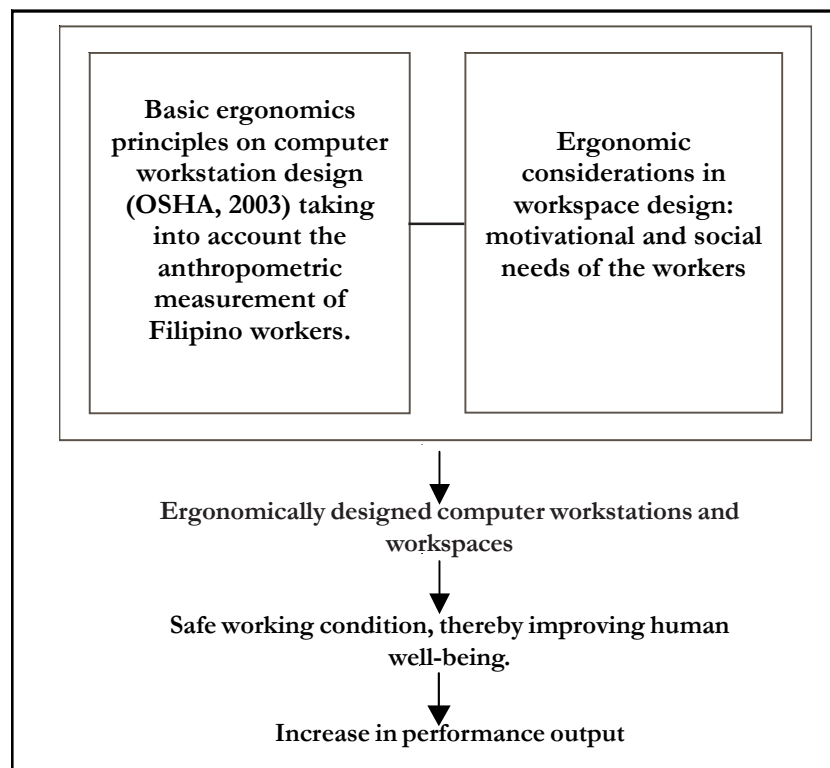 Basic ergonomics
principles on computer
workstation design
(OSHA, 2003) taking
into account the
anthropometric
measurement of
Filipino workers.
Ergonomic
considerations in
workspace design:
motivational and social
needs of the workers
Ergonomically designed computer workstations and
workspaces
Safe working condition, thereby improving human
well-being.
Increase in performance output